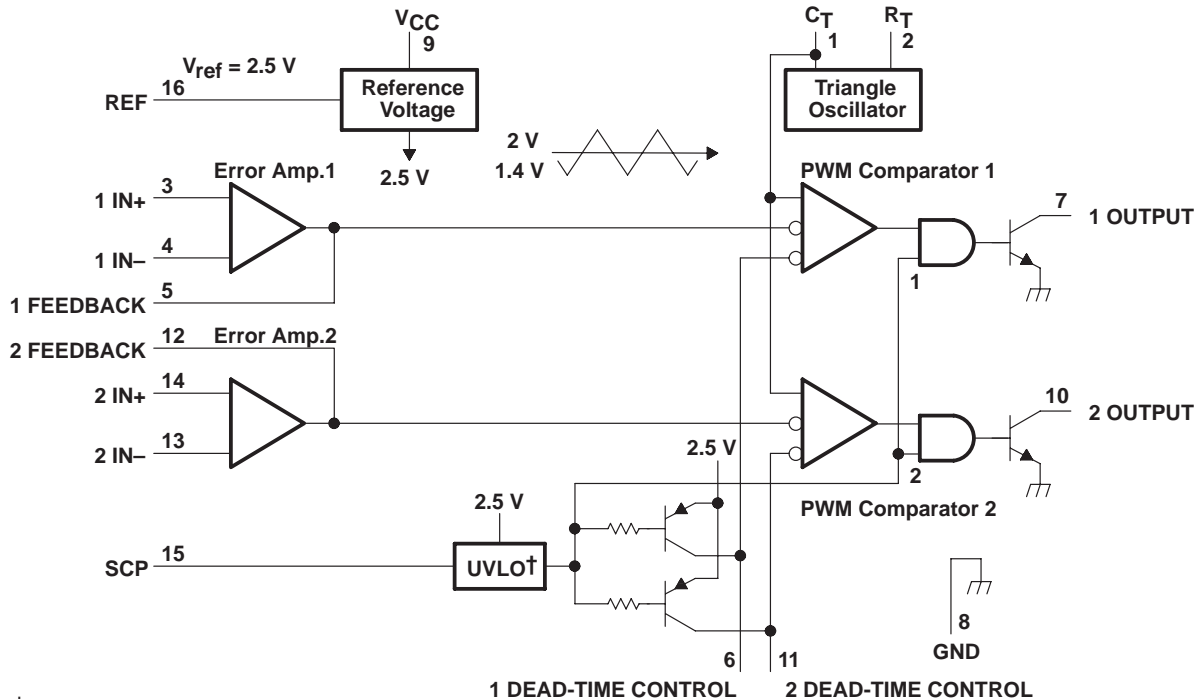 VCC
9
Vref = 2.5 V
16
REF
Reference
Voltage
2.5 V
CT
1
RT
2
Triangle
Oscillator
2 V
1.4 V
Error Amp.1
3
1 IN+
4
1 IN–
5
1 FEEDBACK
PWM Comparator 1
7
1 OUTPUT
1
12
2 FEEDBACK
Error Amp.2
14
2 IN+
13
2 IN–
10
2 OUTPUT
2
PWM Comparator 2
2.5 V
2.5 V
15
SCP
UVLO†
8
GND
6
11
1 DEAD-TIME CONTROL
2 DEAD-TIME CONTROL